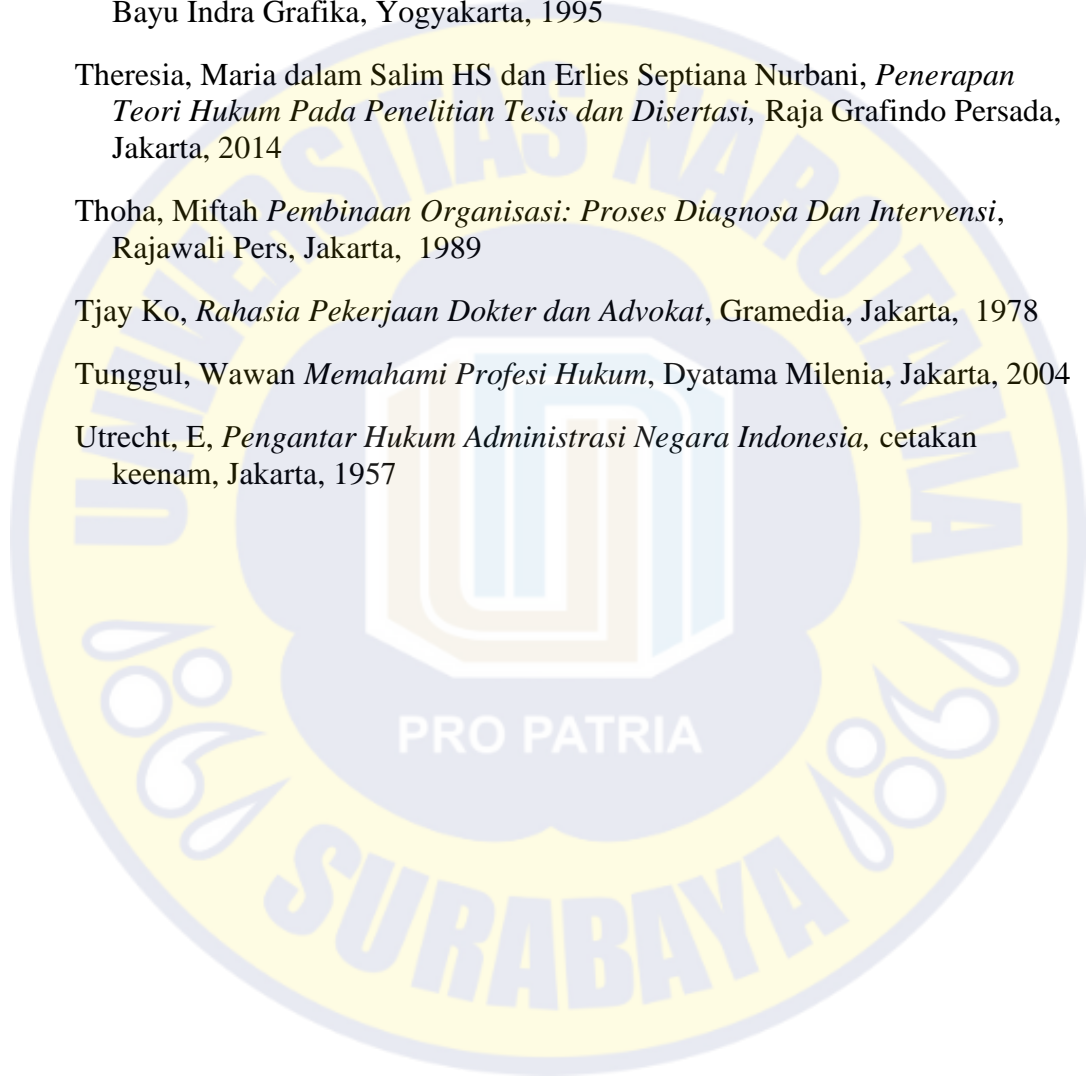 Bayu Indra Grafika, Yogyakarta, 1995
Theresia, Maria dalam Salim HS dan Erlies Septiana Nurbani, Penerapan
Teori Hukum Pada Penelitian Tesis dan Disertasi, Raja Grafindo Persada,
Jakarta, 2014
Thoha, Miftah Pembinaan Organisasi: Proses Diagnosa Dan Intervensi,
Rajawali Pers, Jakarta, 1989
Tjay Ko, Rahasia Pekerjaan Dokter dan Advokat, Gramedia, Jakarta, 1978
Tunggul, Wawan Memahami Profesi Hukum, Dyatama Milenia, Jakarta, 2004
Utrecht, E, Pengantar Hukum Administrasi Negara Indonesia, cetakan
keenam, Jakarta, 1957
UNIVERSITAS NAROTAMA
PRO PATRIA
SURABAYA